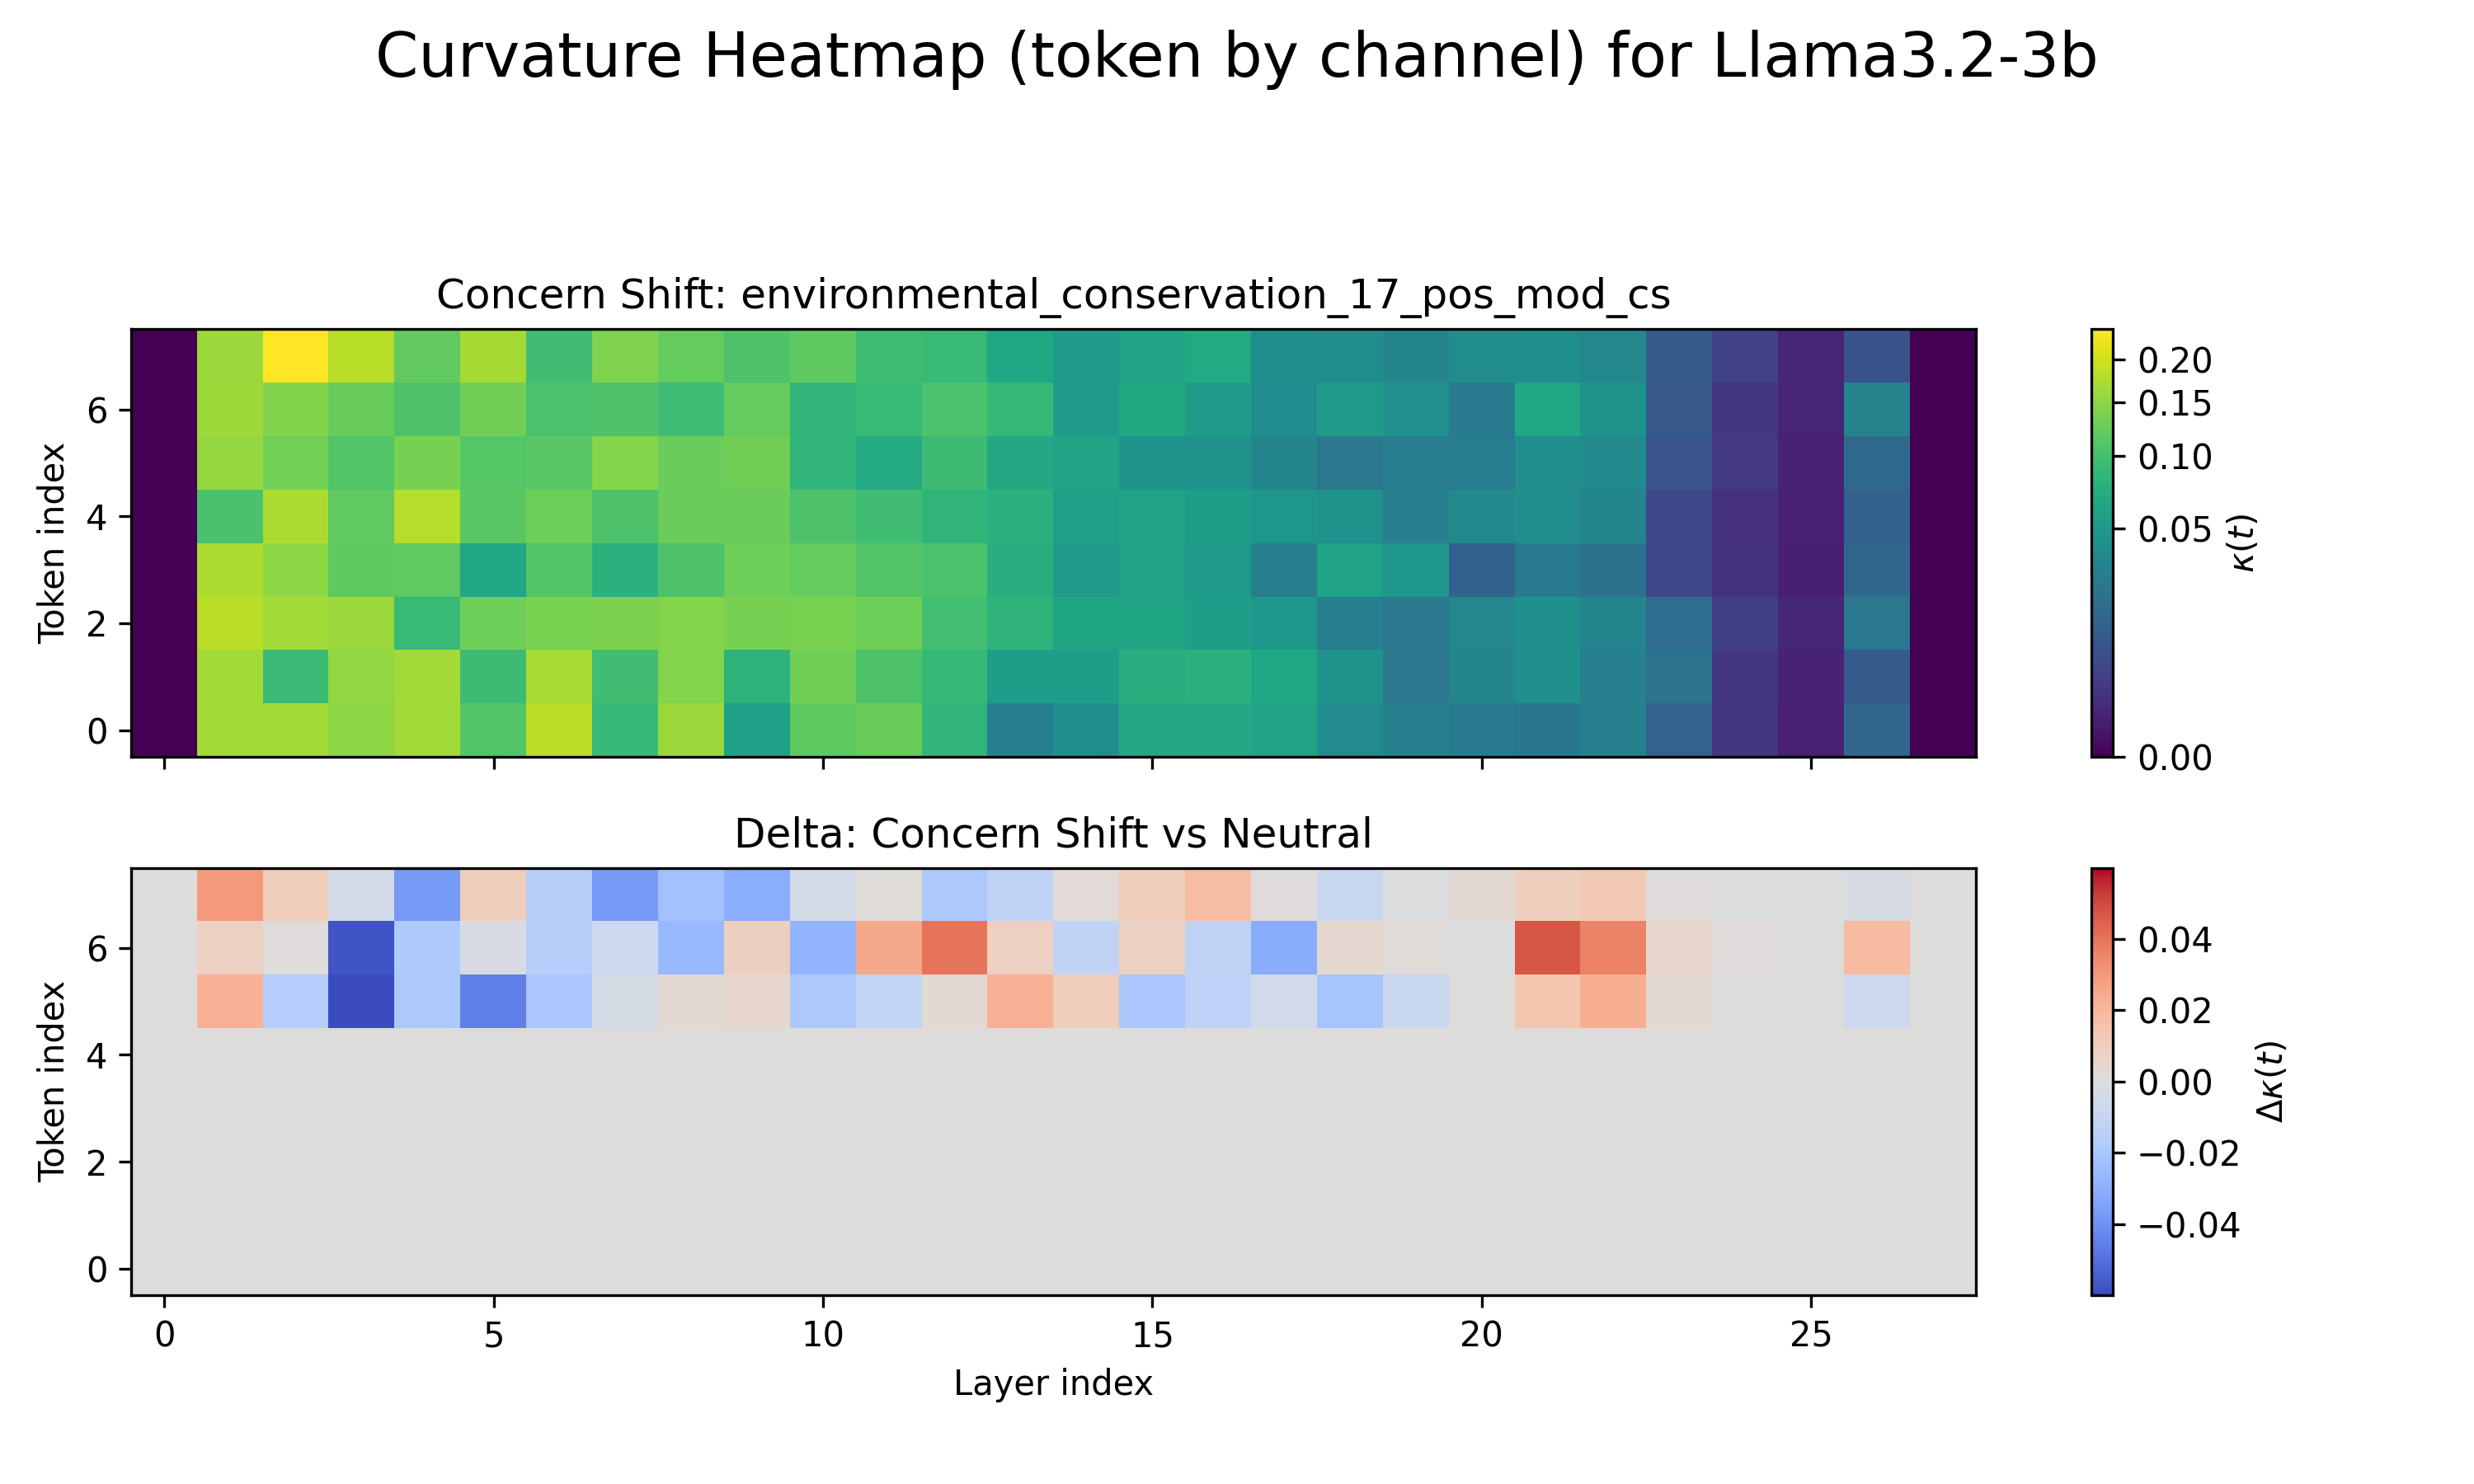 Curvature Heatmap (token by channel) for Llama3.2-3b
Concern Shift: environmental_conservation_17_pos_mod_cs
Token index
6
4
2
0
0.20
0.15
0.10
0.05
0.00
κ(t)
Delta: Concern Shift vs Neutral
Token index
6
4
2
0
0.04
0.02
0.00
−0.02
−0.04
Δκ(t)
0 5 10 15 20 25
Layer index